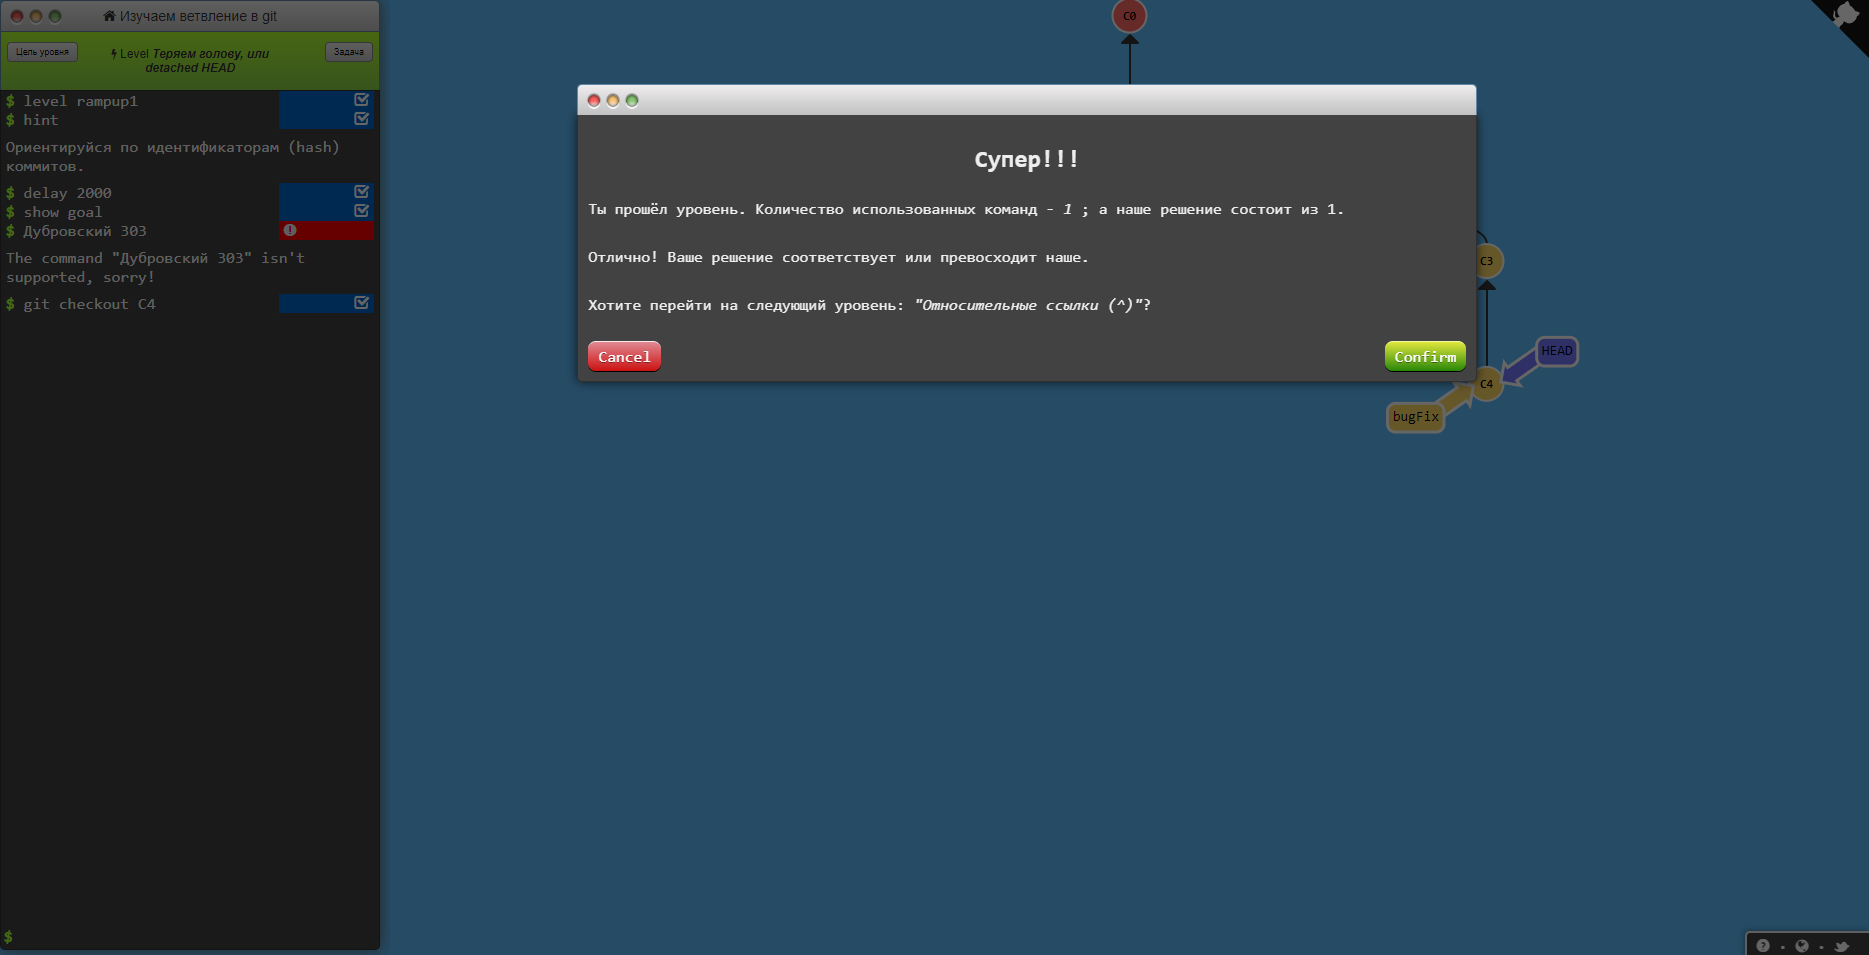 Изучаем ветвление в git
Цель уровня
Level Теряем голову, или
detached HEAD
Задача
$ level rampup1
$ hint
Ориентируйся по идентификаторам (hash)
коммитов.
$ delay 2000
$ show goal
$ Дубровский 303
The command "Дубровский 303" isn't
supported, sorry!
$ git checkout C4
$
C0
Супер!!!
Ты прошёл уровень. Количество использованных команд - 1 ; а наше решение состоит из 1.
Отлично! Ваше решение соответствует или превосходит наше.
Хотите перейти на следующий уровень: "Относительные ссылки (^)"?
Cancel
Confirm
C3
HEAD
C4
bugFix